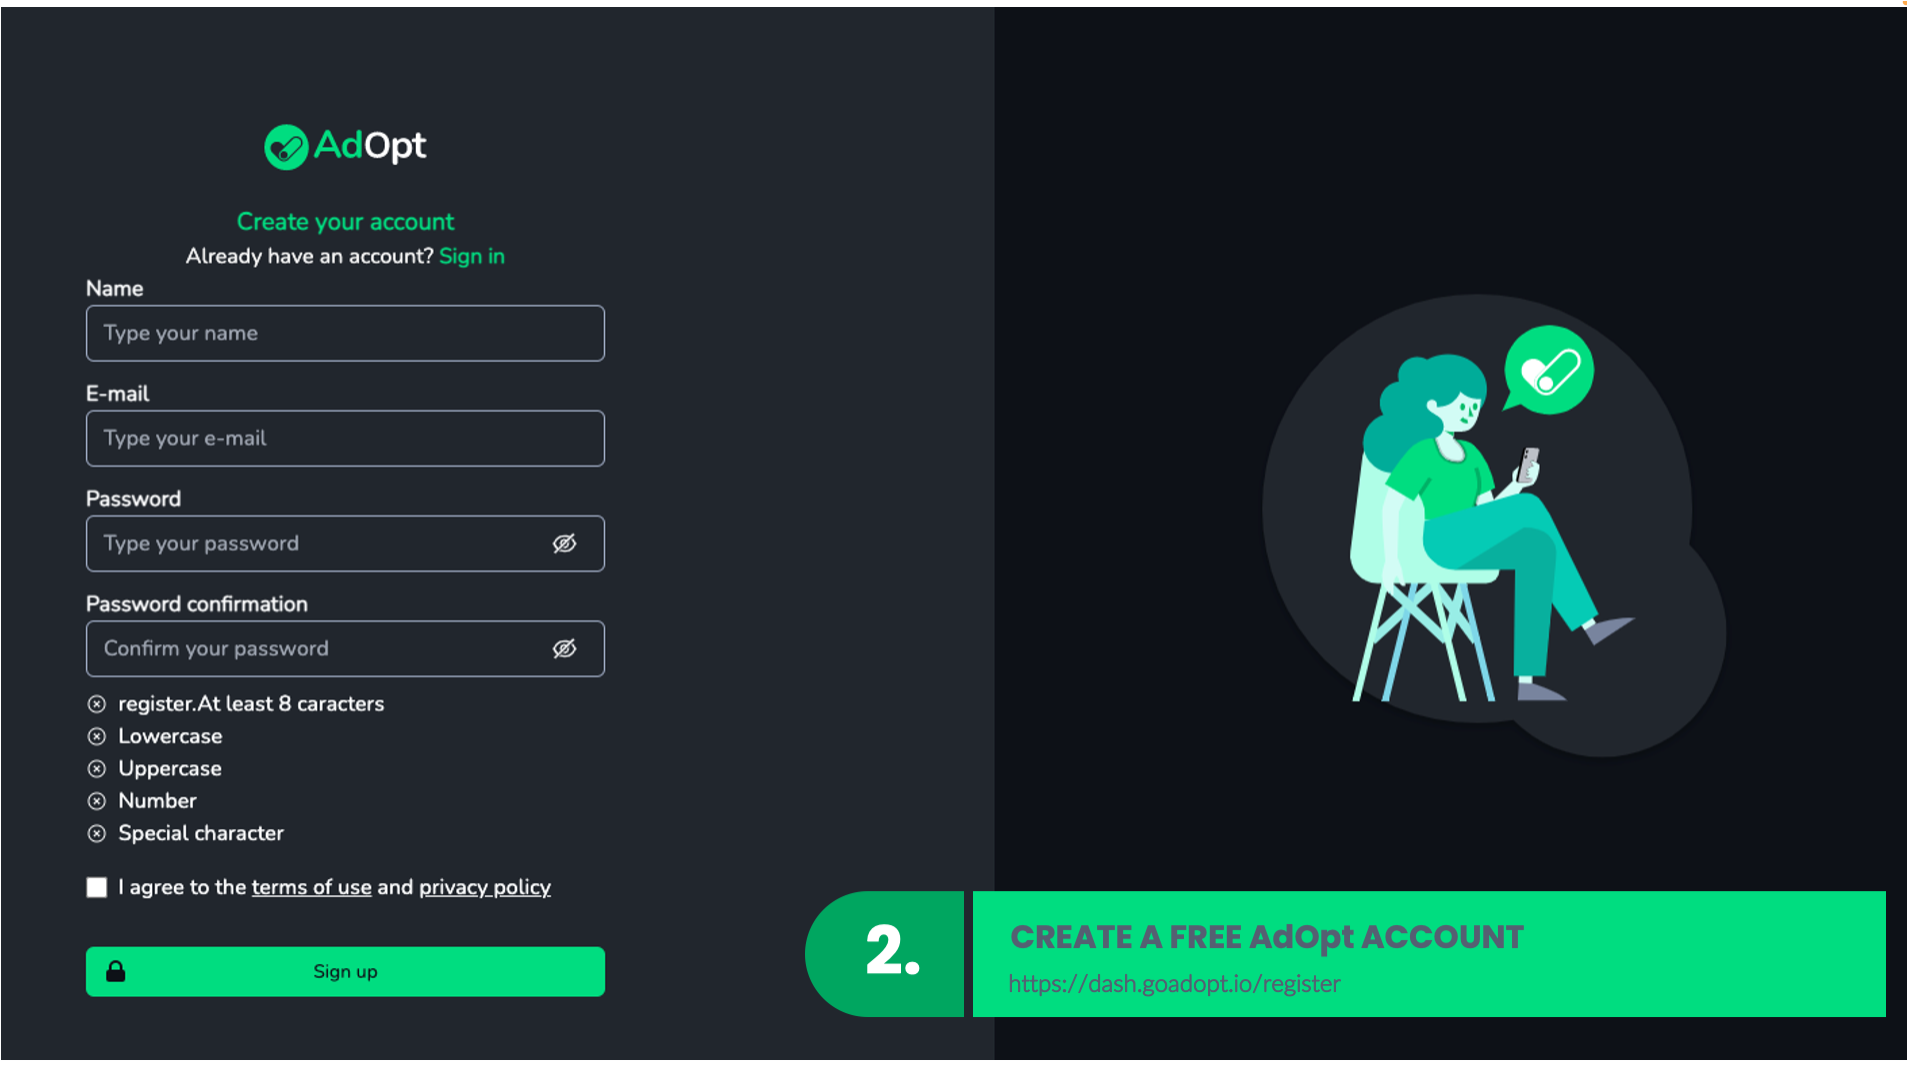 AdOpt
Create your account
Already have an account? Sign in
Name
Type your name
E-mail
Type your e-mail
Password
Type your password
Password confirmation
Confirm your password
register.At least 8 caracters
Lowercase
Uppercase
Number
Special character
I agree to the terms of use and privacy policy
Sign up
2.
CREATE A FREE AdOpt ACCOUNT
https://dash.goadopt.io/register